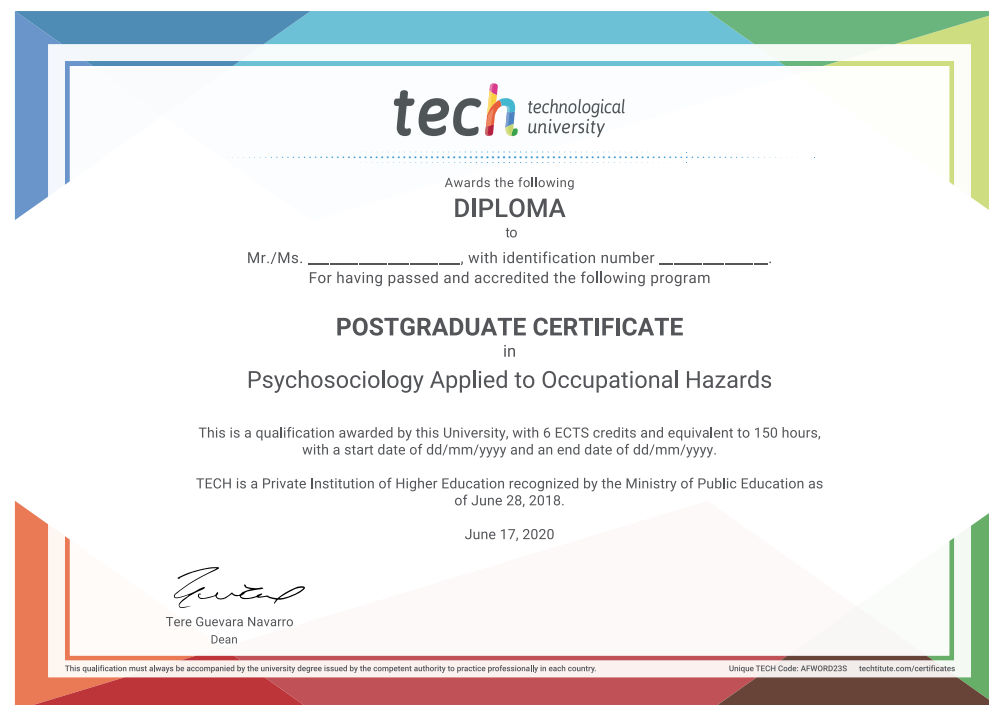 tech technological
university
Awards the following
DIPLOMA
to
Mr./Ms. ____________________, with identification number ______________.
For having passed and accredited the following program
POSTGRADUATE CERTIFICATE
in
Psychosociology Applied to Occupational Hazards
This is a qualification awarded by this University, with 6 ECTS credits and equivalent to 150 hours,
with a start date of dd/mm/yyyy and an end date of dd/mm/yyyy.
TECH is a Private Institution of Higher Education recognized by the Ministry of Public Education as
of June 28, 2018.
June 17, 2020
Tere Guevara Navarro
Dean
This qualification must always be accompanied by the university degree issued by the competent authority to practice professionally in each country.
Unique TECH Code: AFWORD23S techtitute.com/certificates